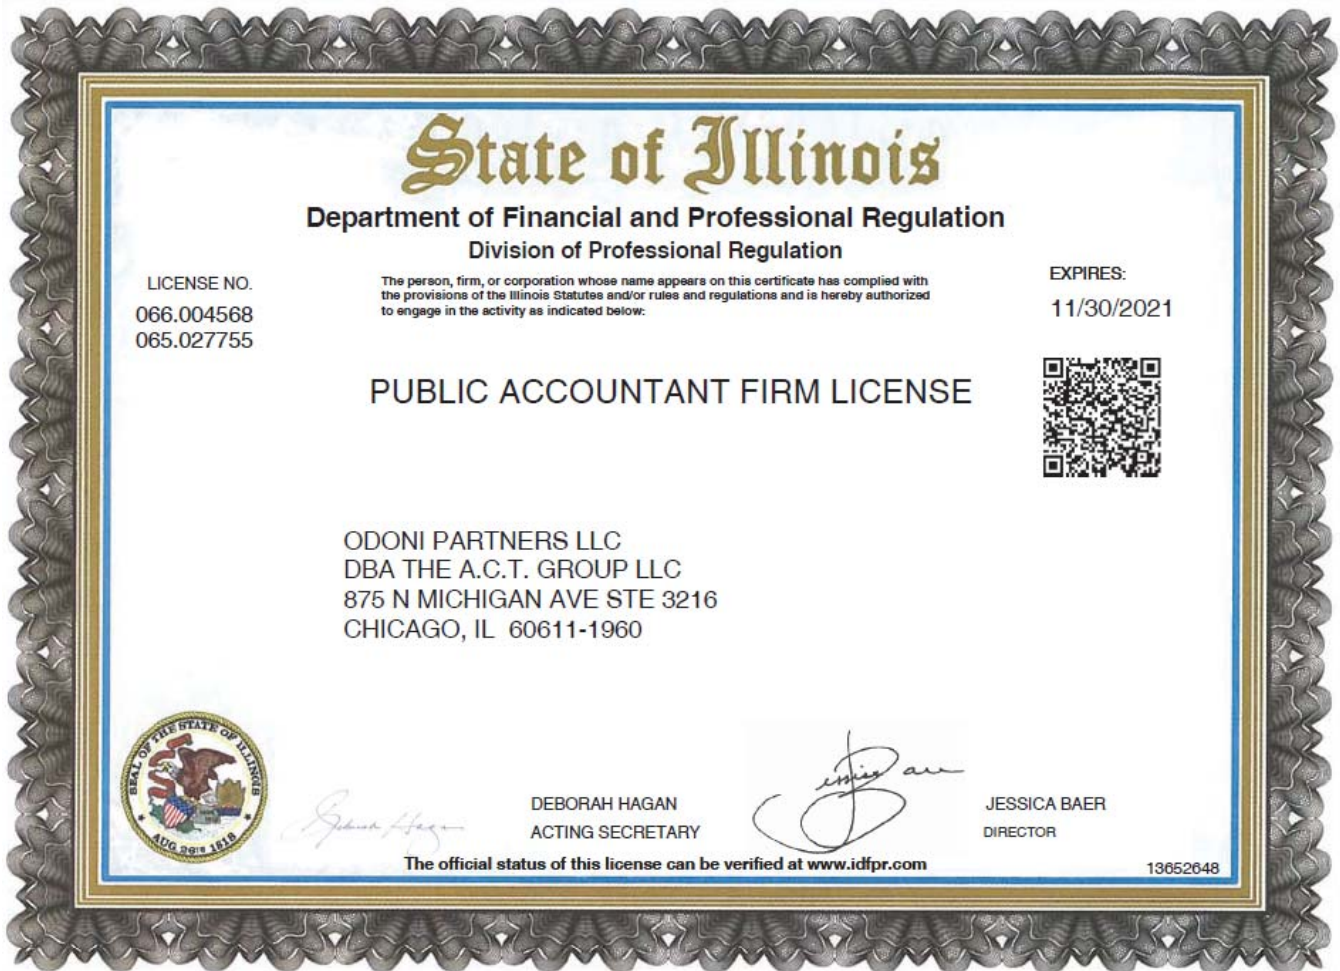 State of Illinois
Department of Financial and Professional Regulation
Division of Professional Regulation
LICENSE NO.
066.004568
065.027755
The person, firm, or corporation whose name appears on this certificate has complied with
the provisions of the Illinois Statutes and/or rules and regulations and is hereby authorized
to engage in the activity as indicated below:
EXPIRES:
11/30/2021
PUBLIC ACCOUNTANT FIRM LICENSE
ODONI PARTNERS LLC
DBA THE A.C.T. GROUP LLC
875 N MICHIGAN AVE STE 3216
CHICAGO, IL 60611-1960
SEAL OF THE STATE OF ILLINOIS
AUG. 26TH 1818
Deborah Hagan
DEBORAH HAGAN
ACTING SECRETARY
Jessica Baer
JESSICA BAER
DIRECTOR
The official status of this license can be verified at www.idfpr.com
13652648